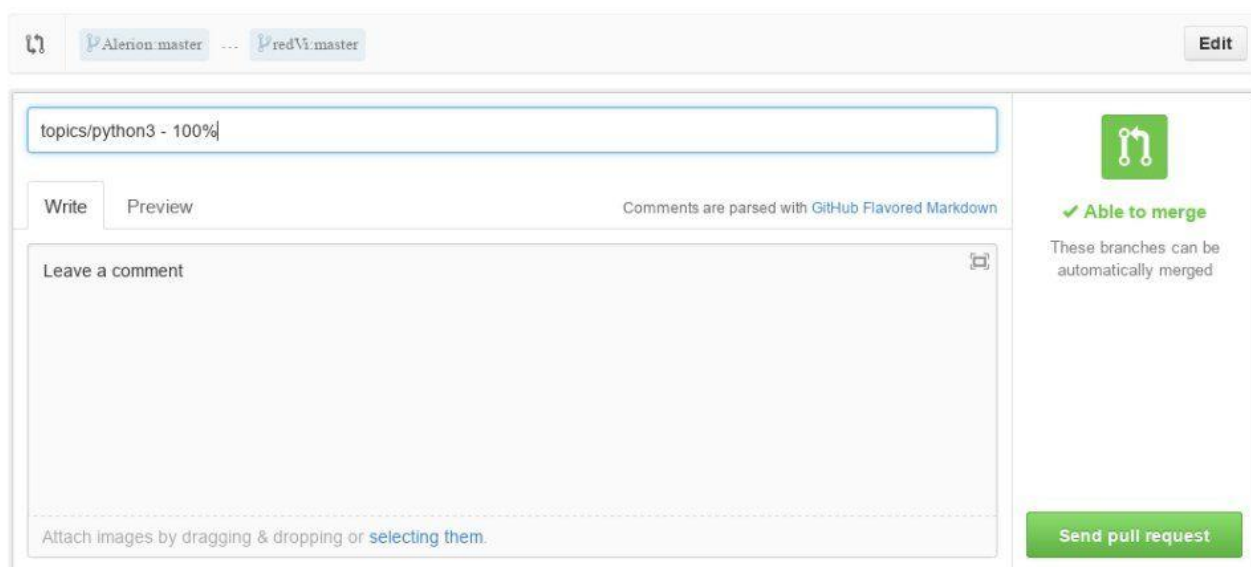 Alerion:master ... redVi:master Edit
topics/python3 - 100%
Write Preview Comments are parsed with GitHub Flavored Markdown
Leave a comment
Attach images by dragging & dropping or selecting them.
Able to merge
These branches can be
automatically merged
Send pull request